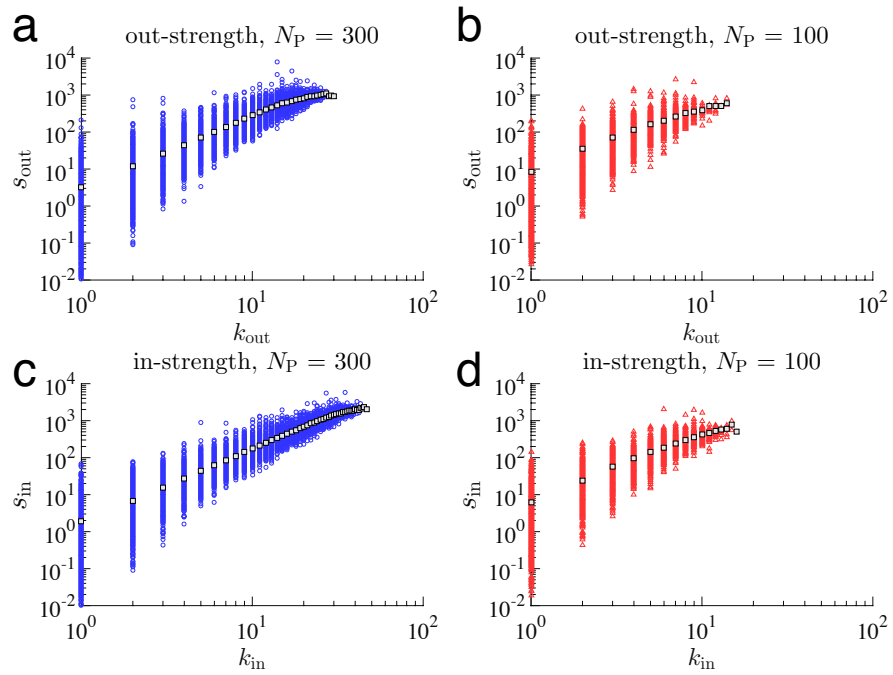 a
out-strength, N_P = 300
10^4
10^3
10^2
10^1
10^0
10^-1
10^-2
s_out
10^0
10^1
10^2
k_out
b
out-strength, N_P = 100
10^4
10^3
10^2
10^1
10^0
10^-1
10^-2
s_out
10^0
10^1
10^2
k_out
c
in-strength, N_P = 300
10^4
10^3
10^2
10^1
10^0
10^-1
10^-2
s_in
10^0
10^1
10^2
k_in
d
in-strength, N_P = 100
10^4
10^3
10^2
10^1
10^0
10^-1
10^-2
s_in
10^0
10^1
10^2
k_in